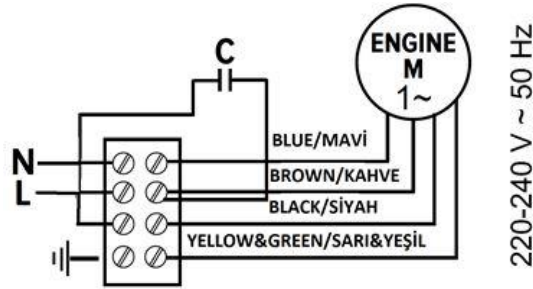 C
ENGINE
M
1~
220-240 V ~ 50 Hz
N
BLUE/MAVİ
L
BROWN/KAHVE
BLACK/SİYAH
YELLOW&GREEN/SARI&YEŞİL